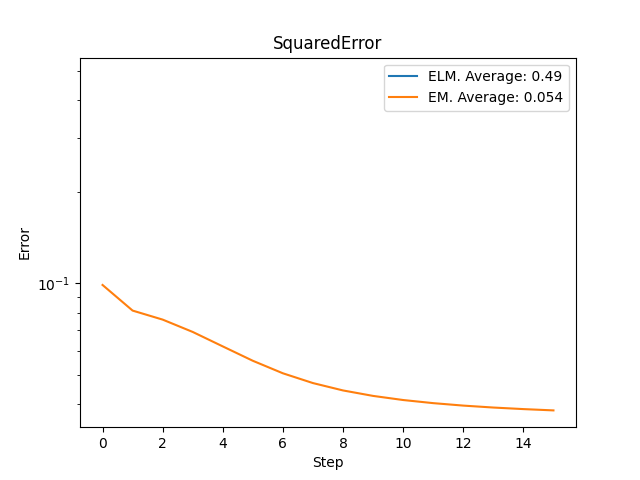 SquaredError
ELM. Average: 0.49
EM. Average: 0.054
Error
10⁻¹
0 2 4 6 8 10 12 14
Step